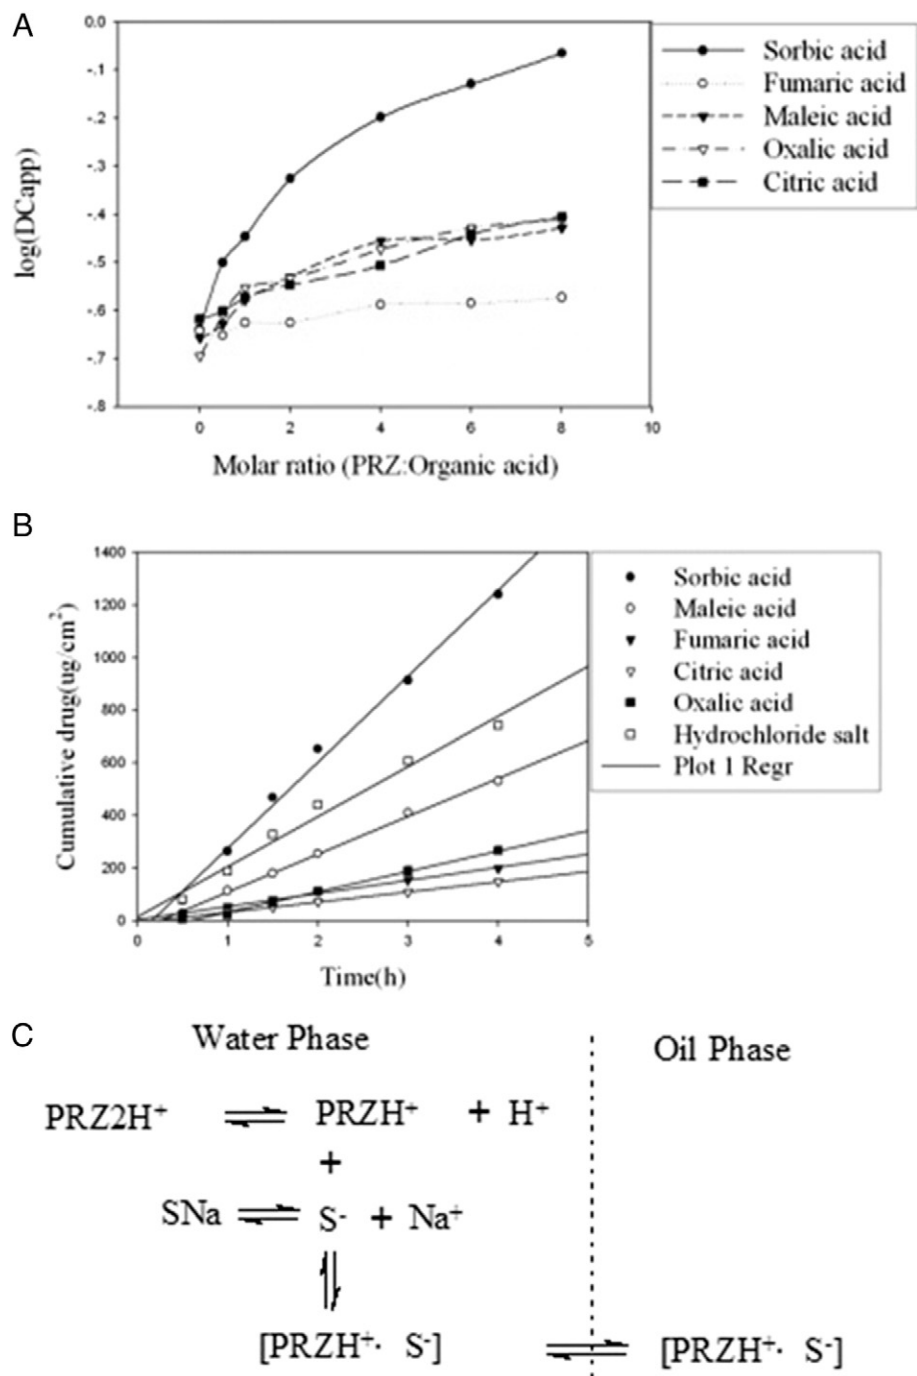 A
0.0
-.1
-.2
-.3
-.4
-.5
-.6
-.7
-.8
log(DCapp)
0 2 4 6 8 10
Molar ratio (PRZ:Organic acid)
Sorbic acid
Fumaric acid
Maleic acid
Oxalic acid
Citric acid
B
1400
1200
1000
800
600
400
200
0
Cumulative drug(ug/cm²)
0 1 2 3 4 5
Time(h)
Sorbic acid
Maleic acid
Fumaric acid
Citric acid
Oxalic acid
Hydrochloride salt
Plot 1 Regr
C
Water Phase
Oil Phase
PRZ2H⁺ ⇌ PRZH⁺ + H⁺
+
SNa ⇌ S⁻ + Na⁺
[PRZH⁺· S⁻] ⇌ [PRZH⁺· S⁻]